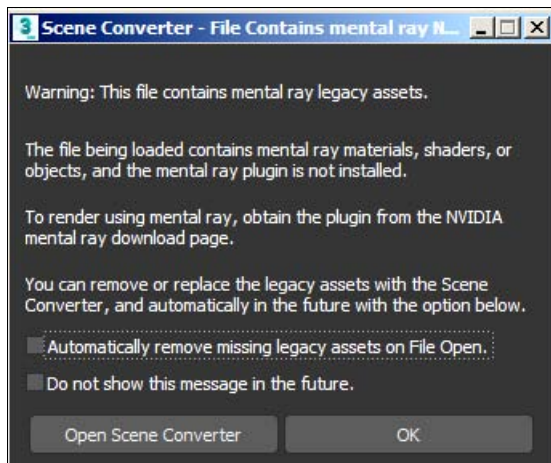 Scene Converter - File Contains mental ray N...
Warning: This file contains mental ray legacy assets.
The file being loaded contains mental ray materials, shaders, or
objects, and the mental ray plugin is not installed.
To render using mental ray, obtain the plugin from the NVIDIA
mental ray download page.
You can remove or replace the legacy assets with the Scene
Converter, and automatically in the future with the option below.
Automatically remove missing legacy assets on File Open.
Do not show this message in the future.
Open Scene Converter
OK